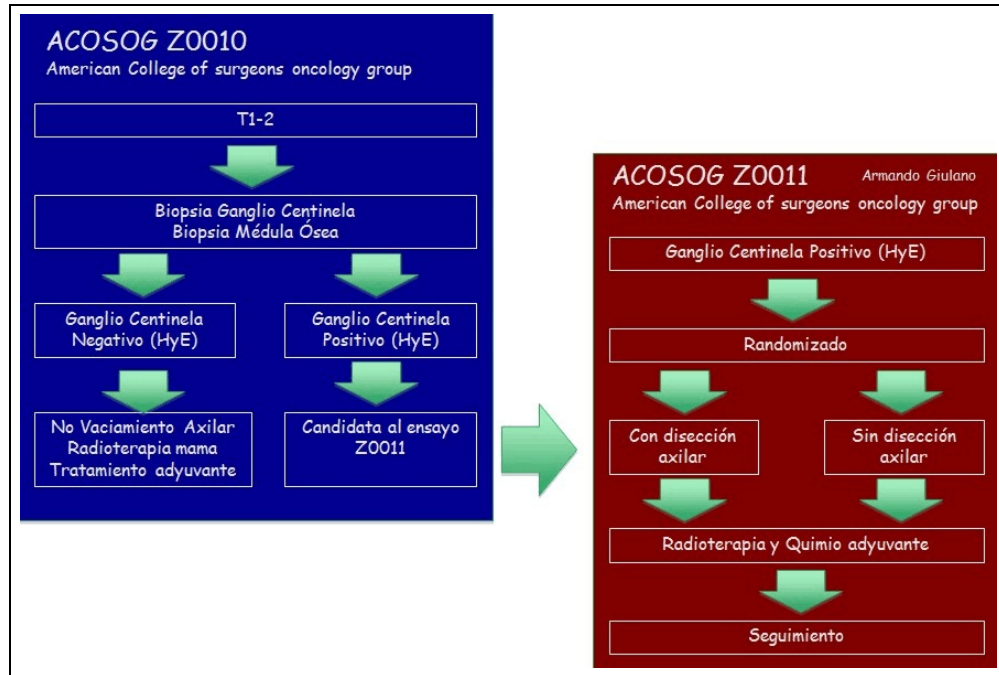 ACOSOG Z0010
American College of surgeons oncology group
T1-2
Biopsia Ganglio Centinela
Biopsia Médula Ósea
Ganglio Centinela
Negativo (HyE)
Ganglio Centinela
Positivo (HyE)
No Vaciamiento Axilar
Radioterapia mama
Tratamiento adyuvante
Candidata al ensayo
Z0011
ACOSOG Z0011
Armando Giulano
American College of surgeons oncology group
Ganglio Centinela Positivo (HyE)
Randomizado
Con disección
axilar
Sin disección
axilar
Radioterapia y Quimio adyuvante
Seguimiento